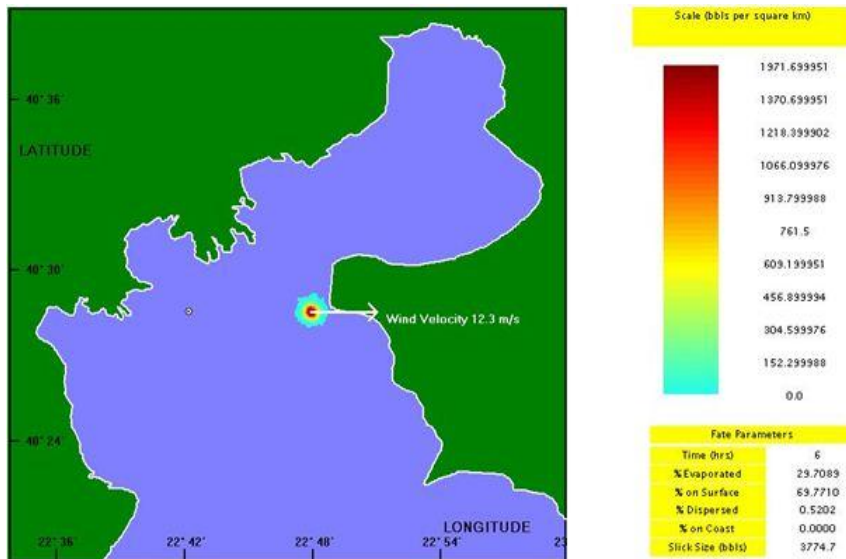 Scale (bbls per square km)
1971.699951
1370.699951
1218.399902
1066.099976
913.799988
761.5
609.199951
456.899994
304.599976
152.299988
0.0
40° 36'
LATITUDE
40° 30'
Wind Velocity 12.3 m/s
40° 24'
LONGITUDE
22° 36' 22° 42' 22° 48' 22° 54' 23
Fate Parameters
Time (hrs) 6
% Evaporated 29.7089
% on Surface 69.7710
% Dispersed 0.5202
% on Coast 0.0000
Slick Size (bbls) 3774.7